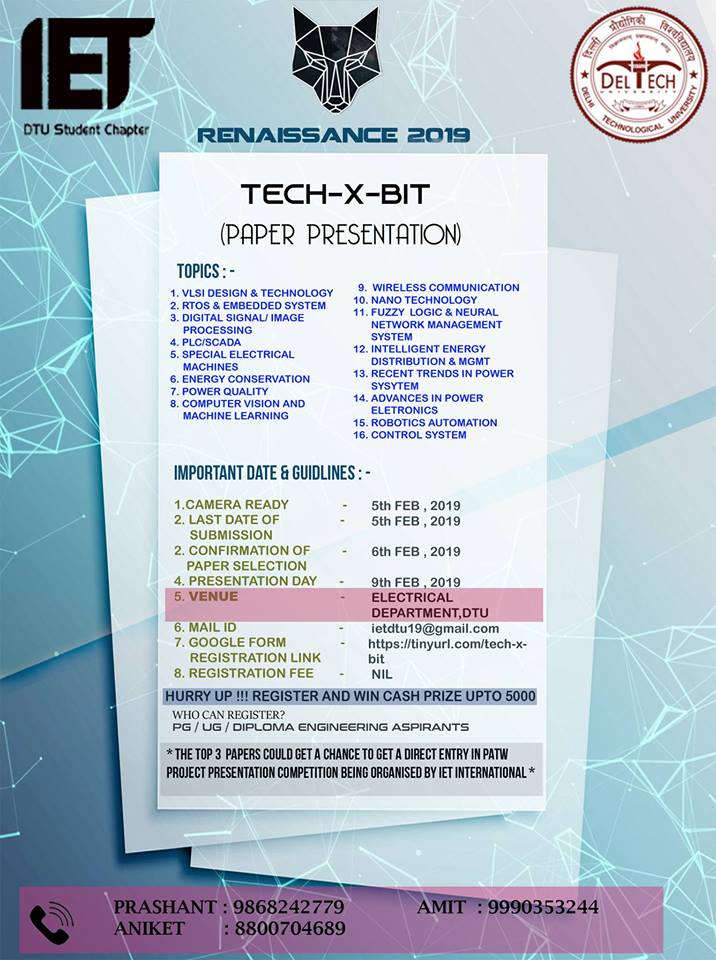 IET
DTU Student Chapter
RENAISSANCE 2019
दिल्ली प्रौद्योगिकी विश्वविद्यालय
DELTECH
UNIVERSITY
DELHI TECHNOLOGICAL UNIVERSITY
TECH-X-BIT
(PAPER PRESENTATION)
TOPICS : -
1. VLSI DESIGN & TECHNOLOGY
2. RTOS & EMBEDDED SYSTEM
3. DIGITAL SIGNAL/ IMAGE
PROCESSING
4. PLC/SCADA
5. SPECIAL ELECTRICAL
MACHINES
6. ENERGY CONSERVATION
7. POWER QUALITY
8. COMPUTER VISION AND
MACHINE LEARNING
9. WIRELESS COMMUNICATION
10. NANO TECHNOLOGY
11. FUZZY LOGIC & NEURAL
NETWORK MANAGEMENT
SYSTEM
12. INTELLIGENT ENERGY
DISTRIBUTION & MGMT
13. RECENT TRENDS IN POWER
SYSYTEM
14. ADVANCES IN POWER
ELETRONICS
15. ROBOTICS AUTOMATION
16. CONTROL SYSTEM
IMPORTANT DATE & GUIDLINES : -
1.CAMERA READY - 5th FEB , 2019
2. LAST DATE OF - 5th FEB , 2019
SUBMISSION
2. CONFIRMATION OF - 6th FEB, 2019
PAPER SELECTION
4. PRESENTATION DAY - 9th FEB , 2019
5. VENUE - ELECTRICAL
DEPARTMENT,DTU
6. MAIL ID - ietdtu19@gmail.com
7. GOOGLE FORM - https://tinyurl.com/tech-x-
REGISTRATION LINK bit
8. REGISTRATION FEE - NIL
HURRY UP !!! REGISTER AND WIN CASH PRIZE UPTO 5000
WHO CAN REGISTER?
PG / UG / DIPLOMA ENGINEERING ASPIRANTS
* THE TOP 3 PAPERS COULD GET A CHANCE TO GET A DIRECT ENTRY IN PATW
PROJECT PRESENTATION COMPETITION BEING ORGANISED BY IET INTERNATIONAL *
PRASHANT : 9868242779 AMIT : 9990353244
ANIKET : 8800704689